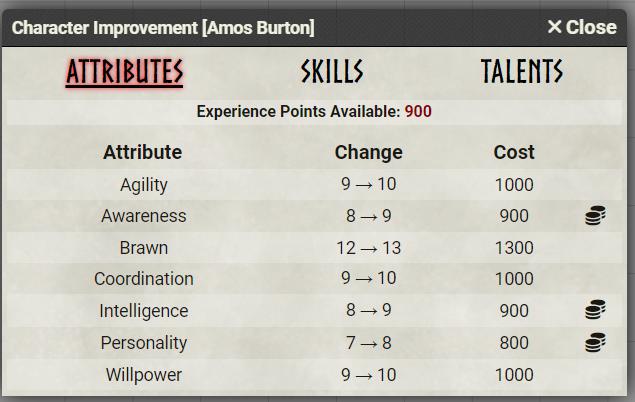 Character Improvement [Amos Burton] × Close
ATTRIBUTES SKILLS TALENTS
Experience Points Available: 900
Attribute Change Cost
Agility 9 → 10 1000
Awareness 8 → 9 900
Brawn 12 → 13 1300
Coordination 9 → 10 1000
Intelligence 8 → 9 900
Personality 7 → 8 800
Willpower 9 → 10 1000